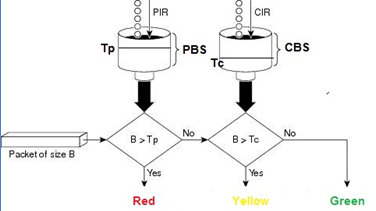 PIR
CIR
Tp
PBS
CBS
Tc
B > Tp
No
B > Tc
No
Packet of size B
Yes
Yes
Red
Yellow
Green